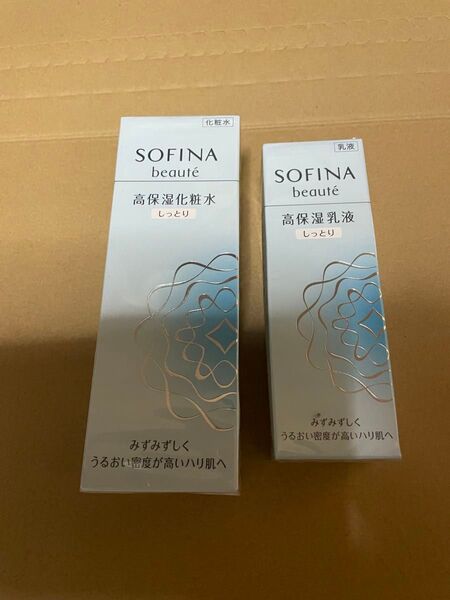 化粧水
SOFINA
beauté
高保湿化粧水
しっとり
みずみずしく
うるおい密度が高いハリ肌へ
乳液
SOFINA
beauté
高保湿乳液
しっとり
みずみずしく
うるおい密度が高いハリ肌へ